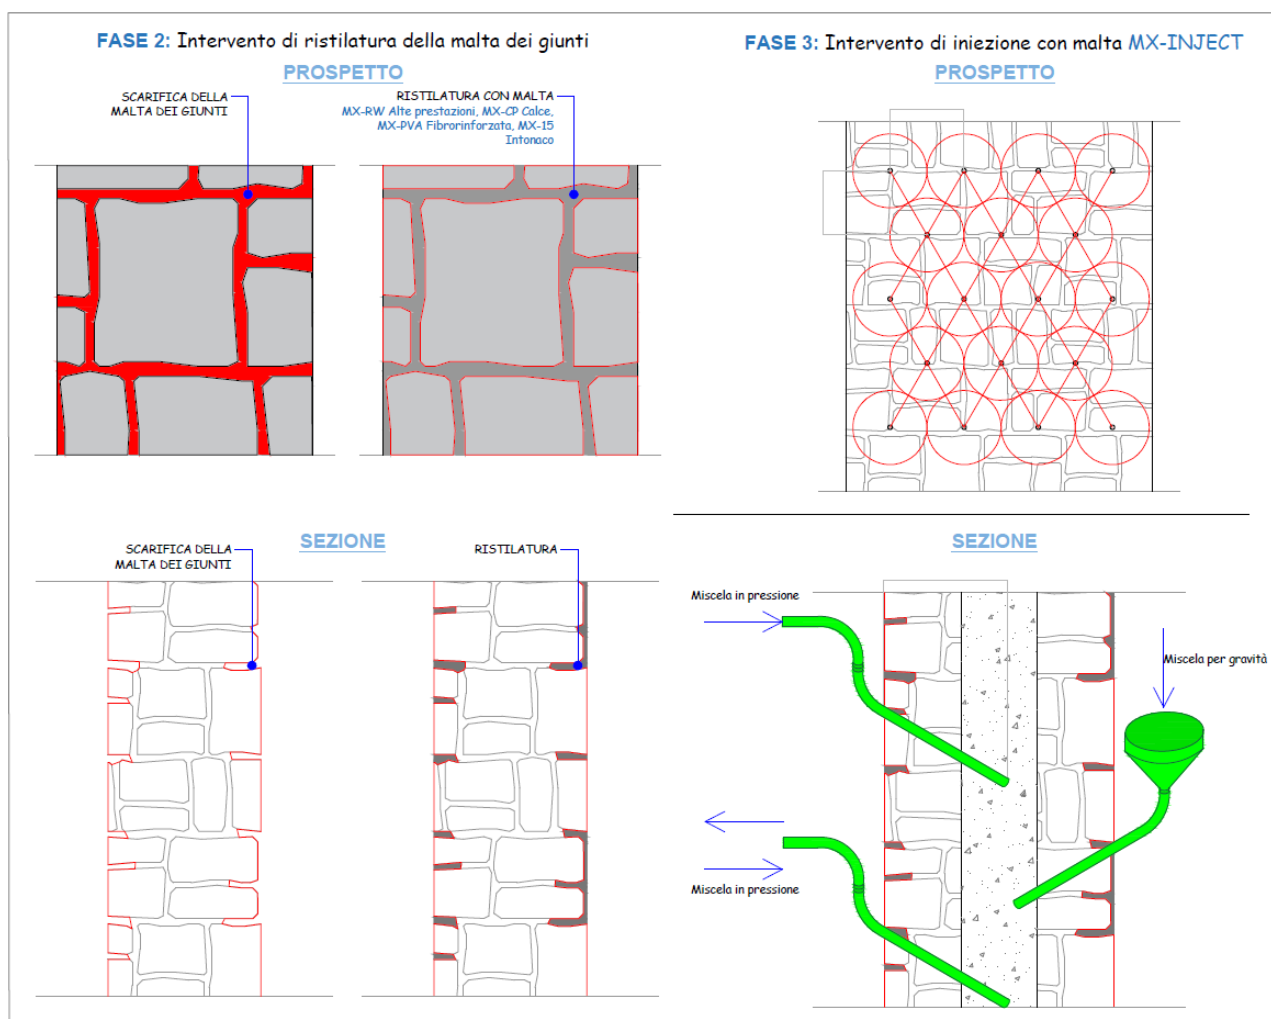 FASE 2: Intervento di ristilatura della malta dei giunti
PROSPETTO
SCARIFICA DELLA
MALTA DEI GIUNTI
RISTILATURA CON MALTA
MX-RW Alte prestazioni, MX-CP Calce,
MX-PVA Fibrorinforzata, MX-15
Intonaco
SEZIONE
SCARIFICA DELLA
MALTA DEI GIUNTI
RISTILATURA
FASE 3: Intervento di iniezione con malta MX-INJECT
PROSPETTO
SEZIONE
Miscela in pressione
Miscela per gravità
Miscela in pressione